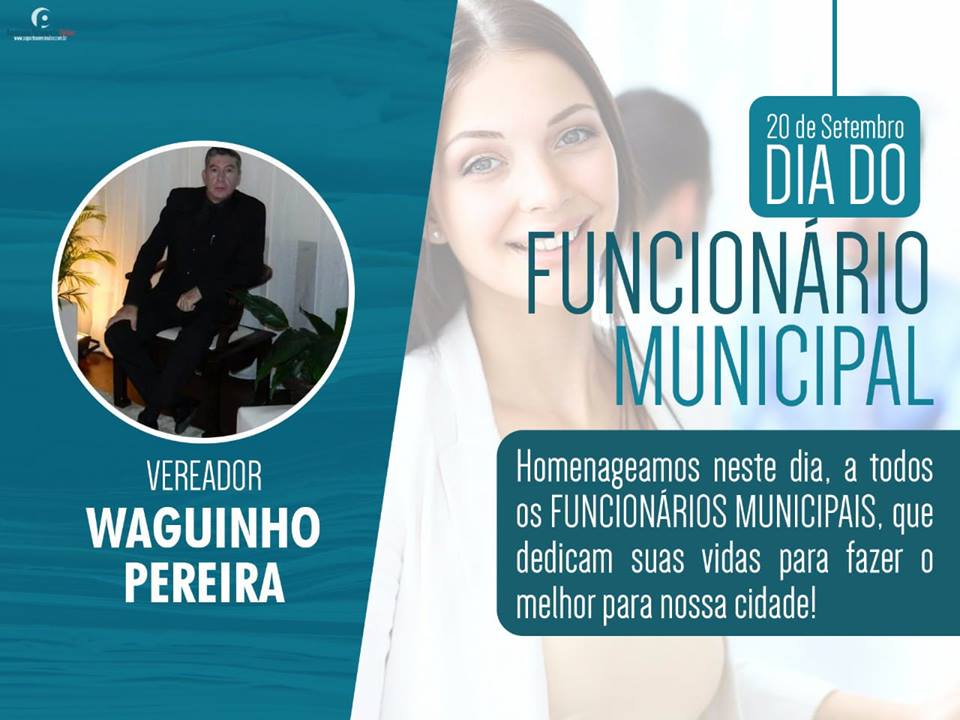 VEREADOR
WAGUINHO
PEREIRA
20 de Setembro
DIA DO
FUNCIONÁRIO
MUNICIPAL
Homenageamos neste dia, a todos
os FUNCIONÁRIOS MUNICIPAIS, que
dedicam suas vidas para fazer o
melhor para nossa cidade!